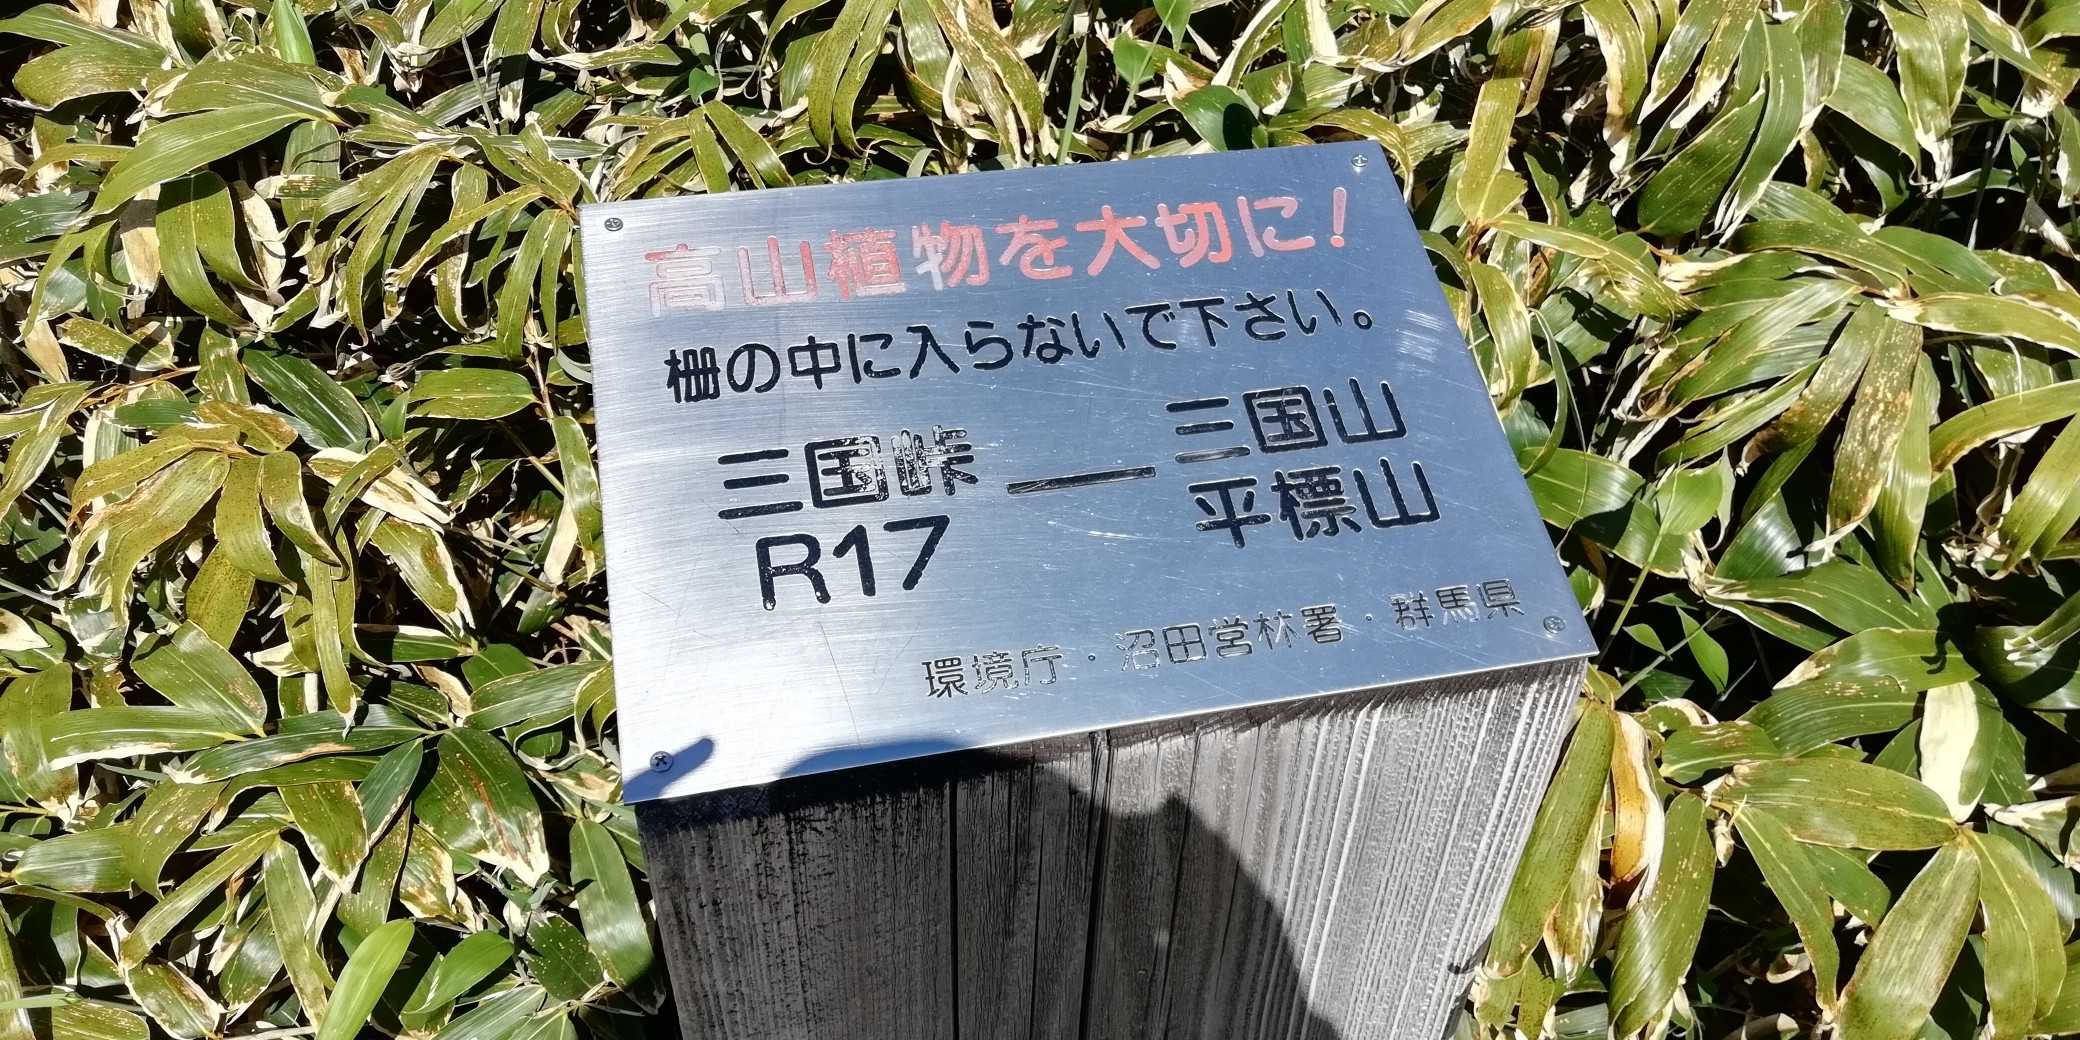 高山植物を大切に!
柵の中に入らないで下さい。
三国峠 ― 三国山
R17 平標山
環境庁・沼田営林署・群馬県